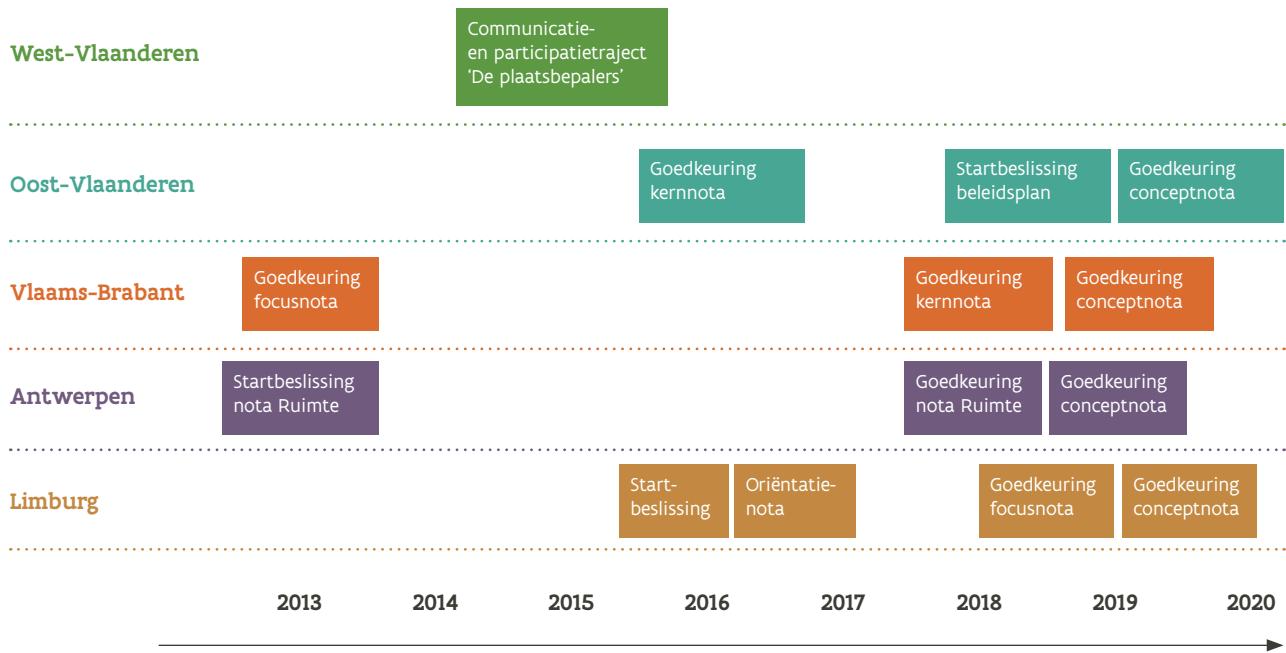 West-Vlaanderen
Communicatie-
en participatietraject
‘De plaatsbepalers’
Oost-Vlaanderen
Goedkeuring
kernnota
Startbeslissing
beleidsplan
Goedkeuring
conceptnota
Vlaams-Brabant
Goedkeuring
focusnota
Goedkeuring
kernnota
Goedkeuring
conceptnota
Antwerpen
Startbeslissing
nota Ruimte
Goedkeuring
nota Ruimte
Goedkeuring
conceptnota
Limburg
Start-
beslissing
Oriëntatie-
nota
Goedkeuring
focusnota
Goedkeuring
conceptnota
2013 2014 2015 2016 2017 2018 2019 2020